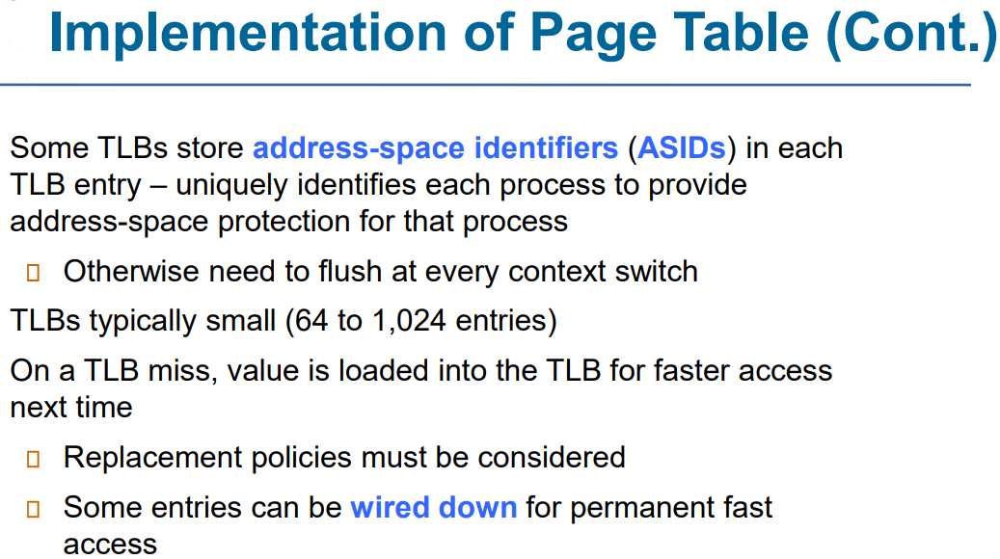 Implementation of Page Table (Cont.)
Some TLBs store address-space identifiers (ASIDs) in each
TLB entry – uniquely identifies each process to provide
address-space protection for that process
Otherwise need to flush at every context switch
TLBs typically small (64 to 1,024 entries)
On a TLB miss, value is loaded into the TLB for faster access
next time
Replacement policies must be considered
Some entries can be wired down for permanent fast
access